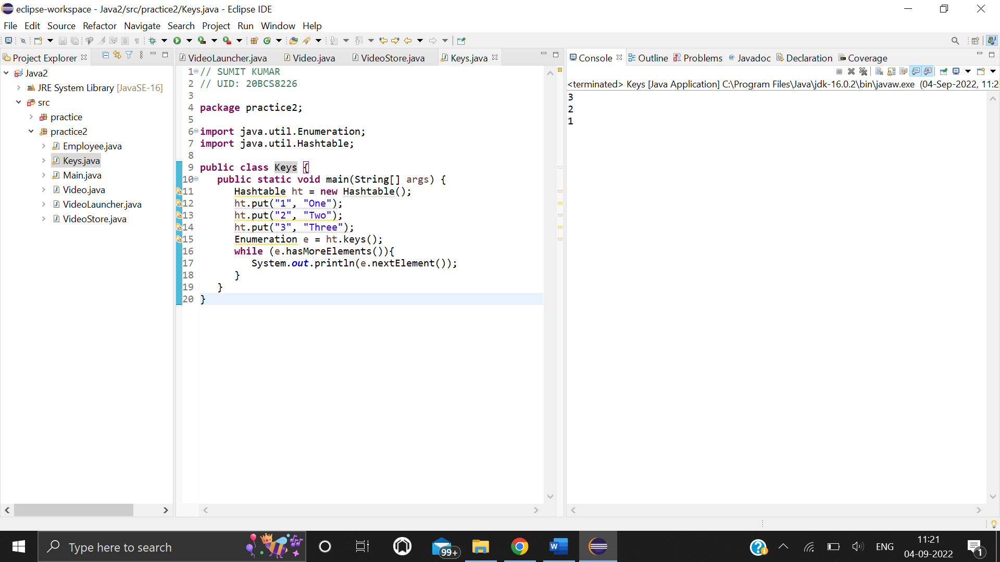 eclipse-workspace - Java2/src/practice2/Keys.java - Eclipse IDE
File Edit Source Refactor Navigate Search Project Run Window Help
Project Explorer
Java2
JRE System Library [JavaSE-16]
src
practice
practice2
Employee.java
Keys.java
Main.java
Video.java
VideoLauncher.java
VideoStore.java
VideoLauncher.java Video.java VideoStore.java Keys.java
1 // SUMIT KUMAR
2 // UID: 20BCS8226
3
4 package practice2;
5
6 import java.util.Enumeration;
7 import java.util.Hashtable;
8
9 public class Keys {
10 public static void main(String[] args) {
11 Hashtable ht = new Hashtable();
12 ht.put("1", "One");
13 ht.put("2", "Two");
14 ht.put("3", "Three");
15 Enumeration e = ht.keys();
16 while (e.hasMoreElements()){
17 System.out.println(e.nextElement());
18 }
19 }
20 }
Console Outline Problems @ Javadoc Declaration Coverage
<terminated> Keys [Java Application] C:\Program Files\Java\jdk-16.0.2\bin\javaw.exe (04-Sep-2022, 11:2
3
2
1
Type here to search
99+
W
ENG
11:21
04-09-2022
1